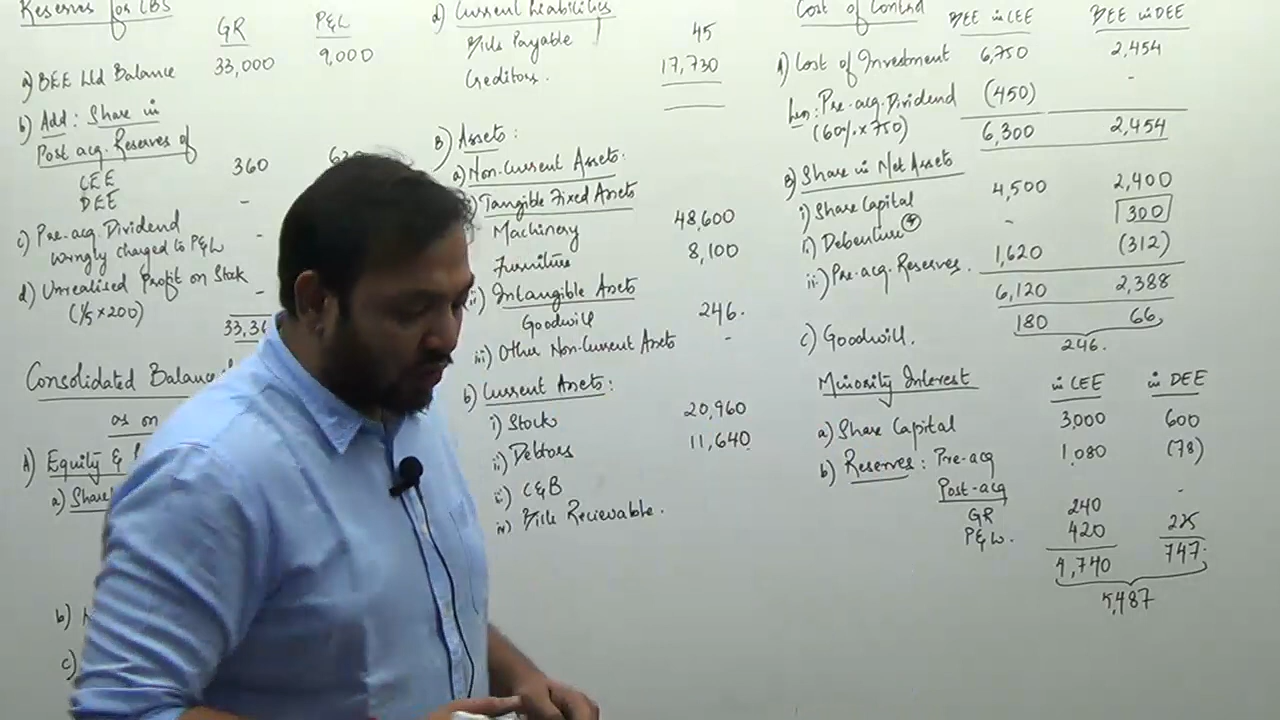 Reserves for CBS
GR P&L
a) BEE Ltd Balance 33,000 9,000
b) Add: Share in
Post acq. Reserves of
CEE 360
DEE -
c) Pre-acq. Dividend
wrongly charged to P&L -
d) Unrealised Profit on Stock
(1/5 × 200) -
Consolidated Balance
as on
A) Equity &
a) Share
b)
c)
d) Current Liabilities
Bills Payable 45
Creditors. 17,730
B) Assets:
a) Non-Current Assets:
Tangible Fixed Assets
Machinery 48,600
Furniture 8,100
ii) Intangible Assets
Goodwill 246.
iii) Other Non-Current Assets -
b) Current Assets:
i) Stock 20,960
ii) Debtors 11,640
iii) C&B
iv) Bills Recievable.
Cost of Control
BEE in CEE BEE in DEE
A) Cost of Investment 6,750 2,454
Less: Pre-acq. Dividend (450) -
(60% × 750)
6,300 2,454
B) Share in Net Assets
i) Share Capital 4,500 2,400
ii) Debenture - 300
iii) Pre-acq. Reserves. 1,620 (312)
6,120 2,388
C) Goodwill. 180 66
246.
Minority Interest
in CEE in DEE
a) Share Capital 3,000 600
b) Reserves: Pre-acq 1,080 (78)
Post-acq
GR 240 -
P&L. 420 225
4,740 747.
5,487